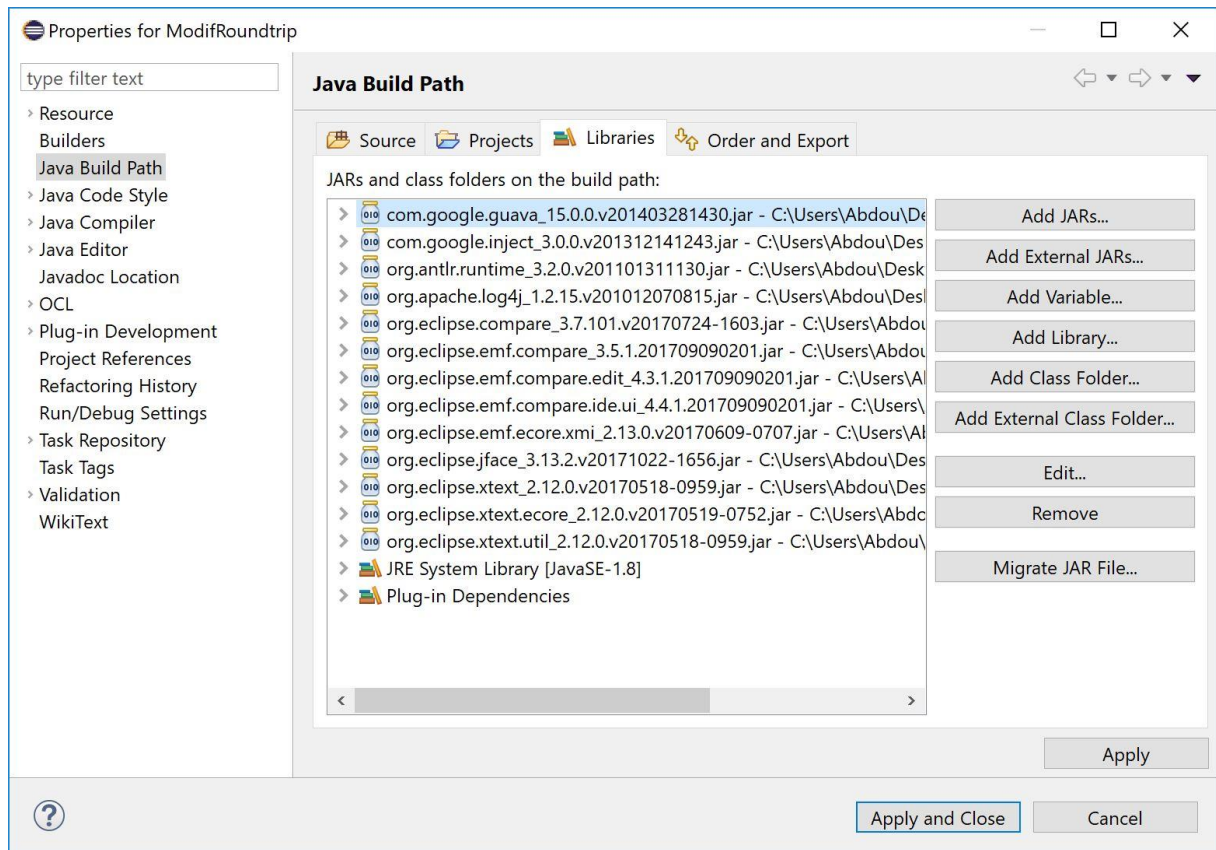 Properties for ModifRoundtrip
type filter text
Resource
Builders
Java Build Path
Java Code Style
Java Compiler
Java Editor
Javadoc Location
OCL
Plug-in Development
Project References
Refactoring History
Run/Debug Settings
Task Repository
Task Tags
Validation
WikiText
Java Build Path
Source Projects Libraries Order and Export
JARs and class folders on the build path:
com.google.guava_15.0.0.v201403281430.jar - C:\Users\Abdou\De
com.google.inject_3.0.0.v201312141243.jar - C:\Users\Abdou\Des
org.antlr.runtime_3.2.0.v201101311130.jar - C:\Users\Abdou\Desk
org.apache.log4j_1.2.15.v201012070815.jar - C:\Users\Abdou\Des
org.eclipse.compare_3.7.101.v20170724-1603.jar - C:\Users\Abdou
org.eclipse.emf.compare_3.5.1.201709090201.jar - C:\Users\Abdou
org.eclipse.emf.compare.edit_4.3.1.201709090201.jar - C:\Users\A
org.eclipse.emf.compare.ide.ui_4.4.1.201709090201.jar - C:\Users\
org.eclipse.emf.ecore.xmi_2.13.0.v20170609-0707.jar - C:\Users\A
org.eclipse.jface_3.13.2.v20171022-1656.jar - C:\Users\Abdou\Des
org.eclipse.xtext_2.12.0.v20170518-0959.jar - C:\Users\Abdou\Des
org.eclipse.xtext.ecore_2.12.0.v20170519-0752.jar - C:\Users\Abdo
org.eclipse.xtext.util_2.12.0.v20170518-0959.jar - C:\Users\Abdou\
JRE System Library [JavaSE-1.8]
Plug-in Dependencies
Add JARs...
Add External JARs...
Add Variable...
Add Library...
Add Class Folder...
Add External Class Folder...
Edit...
Remove
Migrate JAR File...
Apply
Apply and Close
Cancel